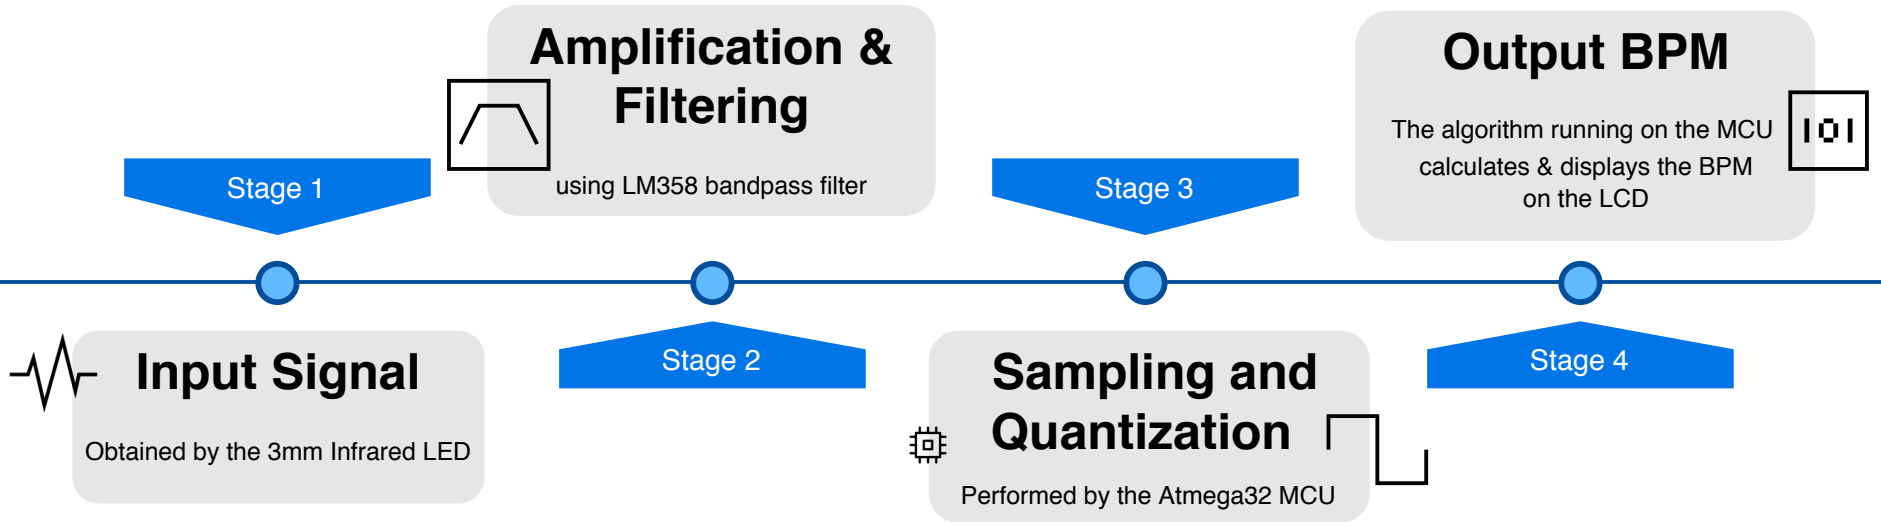 Stage 1
Input Signal
Obtained by the 3mm Infrared LED
Amplification &
Filtering
using LM358 bandpass filter
Stage 2
Stage 3
Sampling and
Quantization
Performed by the Atmega32 MCU
Output BPM
The algorithm running on the MCU
calculates & displays the BPM
on the LCD
101
Stage 4